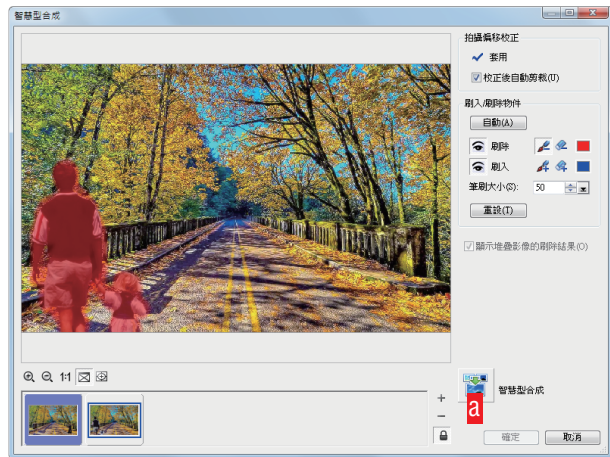 智慧型合成
拍攝偏移校正
套用
校正後自動剪裁(U)
刷入/刷除物件
自動(A)
刷除
刷入
筆刷大小(S): 50
重設(T)
顯示堆疊影像的刷除結果(O)
1:1
智慧型合成
a
確定 取消